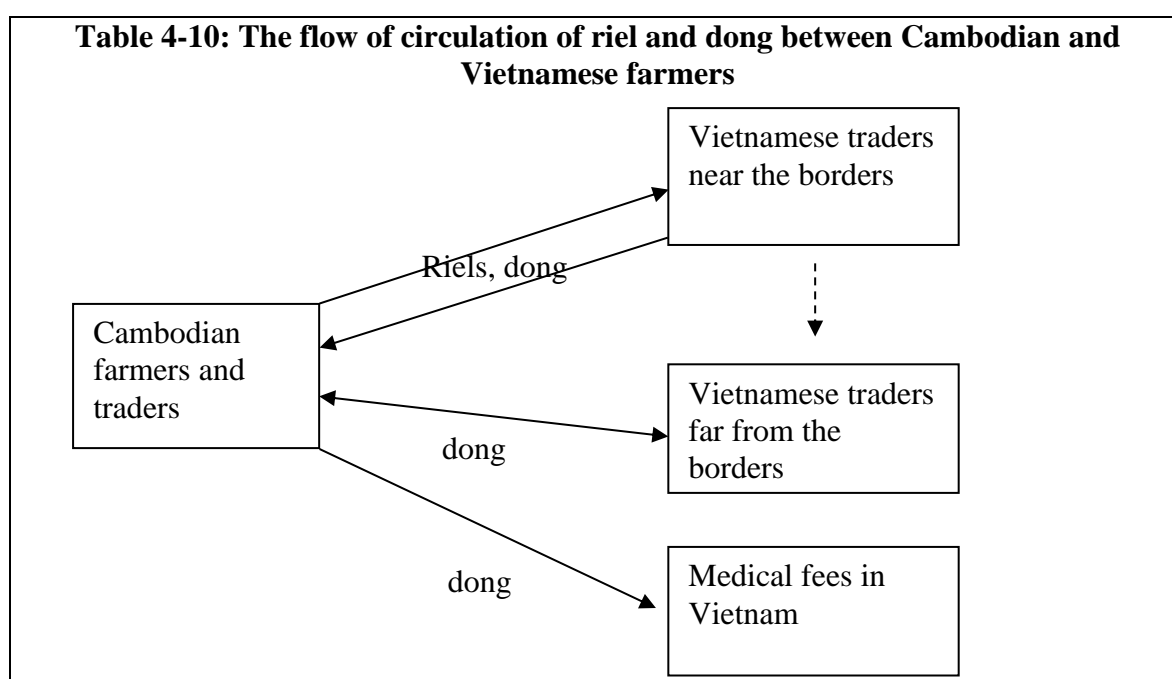 Table 4-10: The flow of circulation of riel and dong between Cambodian and
Vietnamese farmers
Vietnamese traders
near the borders
Riels, dong
Cambodian
farmers and
traders
Vietnamese traders
far from the
borders
dong
dong
Medical fees in
Vietnam